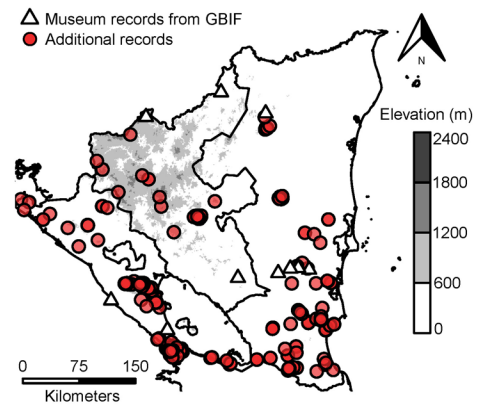 Museum records from GBIF
Additional records
N
Elevation (m)
2400
1800
1200
600
0
0 75 150
Kilometers